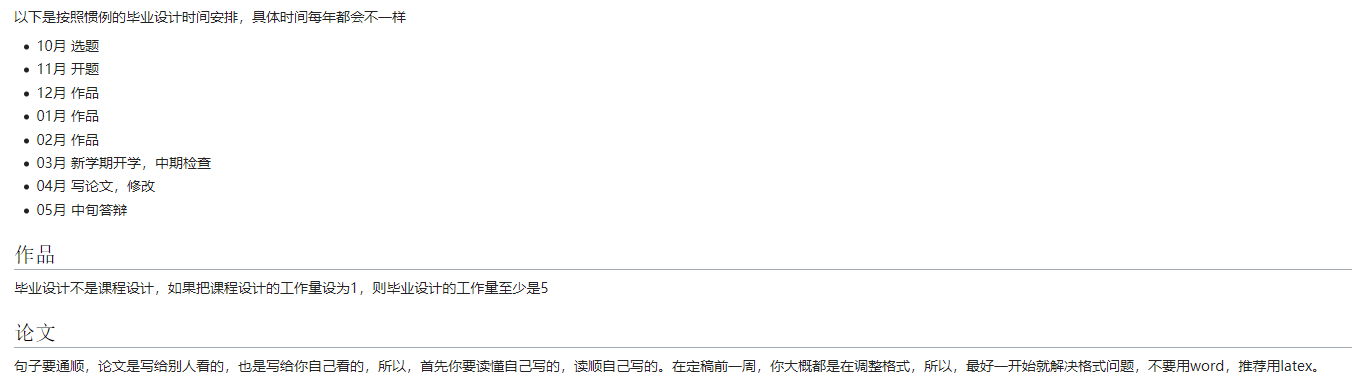 以下是按照惯例的毕业设计时间安排，具体时间每年都会不一样
10月 选题
11月 开题
12月 作品
01月 作品
02月 作品
03月 新学期开学，中期检查
04月 写论文，修改
05月 中旬答辩
作品
毕业设计不是课程设计，如果把课程设计的工作量设为1，则毕业设计的工作量至少是5
论文
句子要通顺，论文是写给别人看的，也是写给你自己看的，所以，首先你要读懂自己写的，读顺自己写的。在定稿前一周，你大概都是在调整格式，所以，最好一开始就解决格式问题，不要用word，推荐用latex。